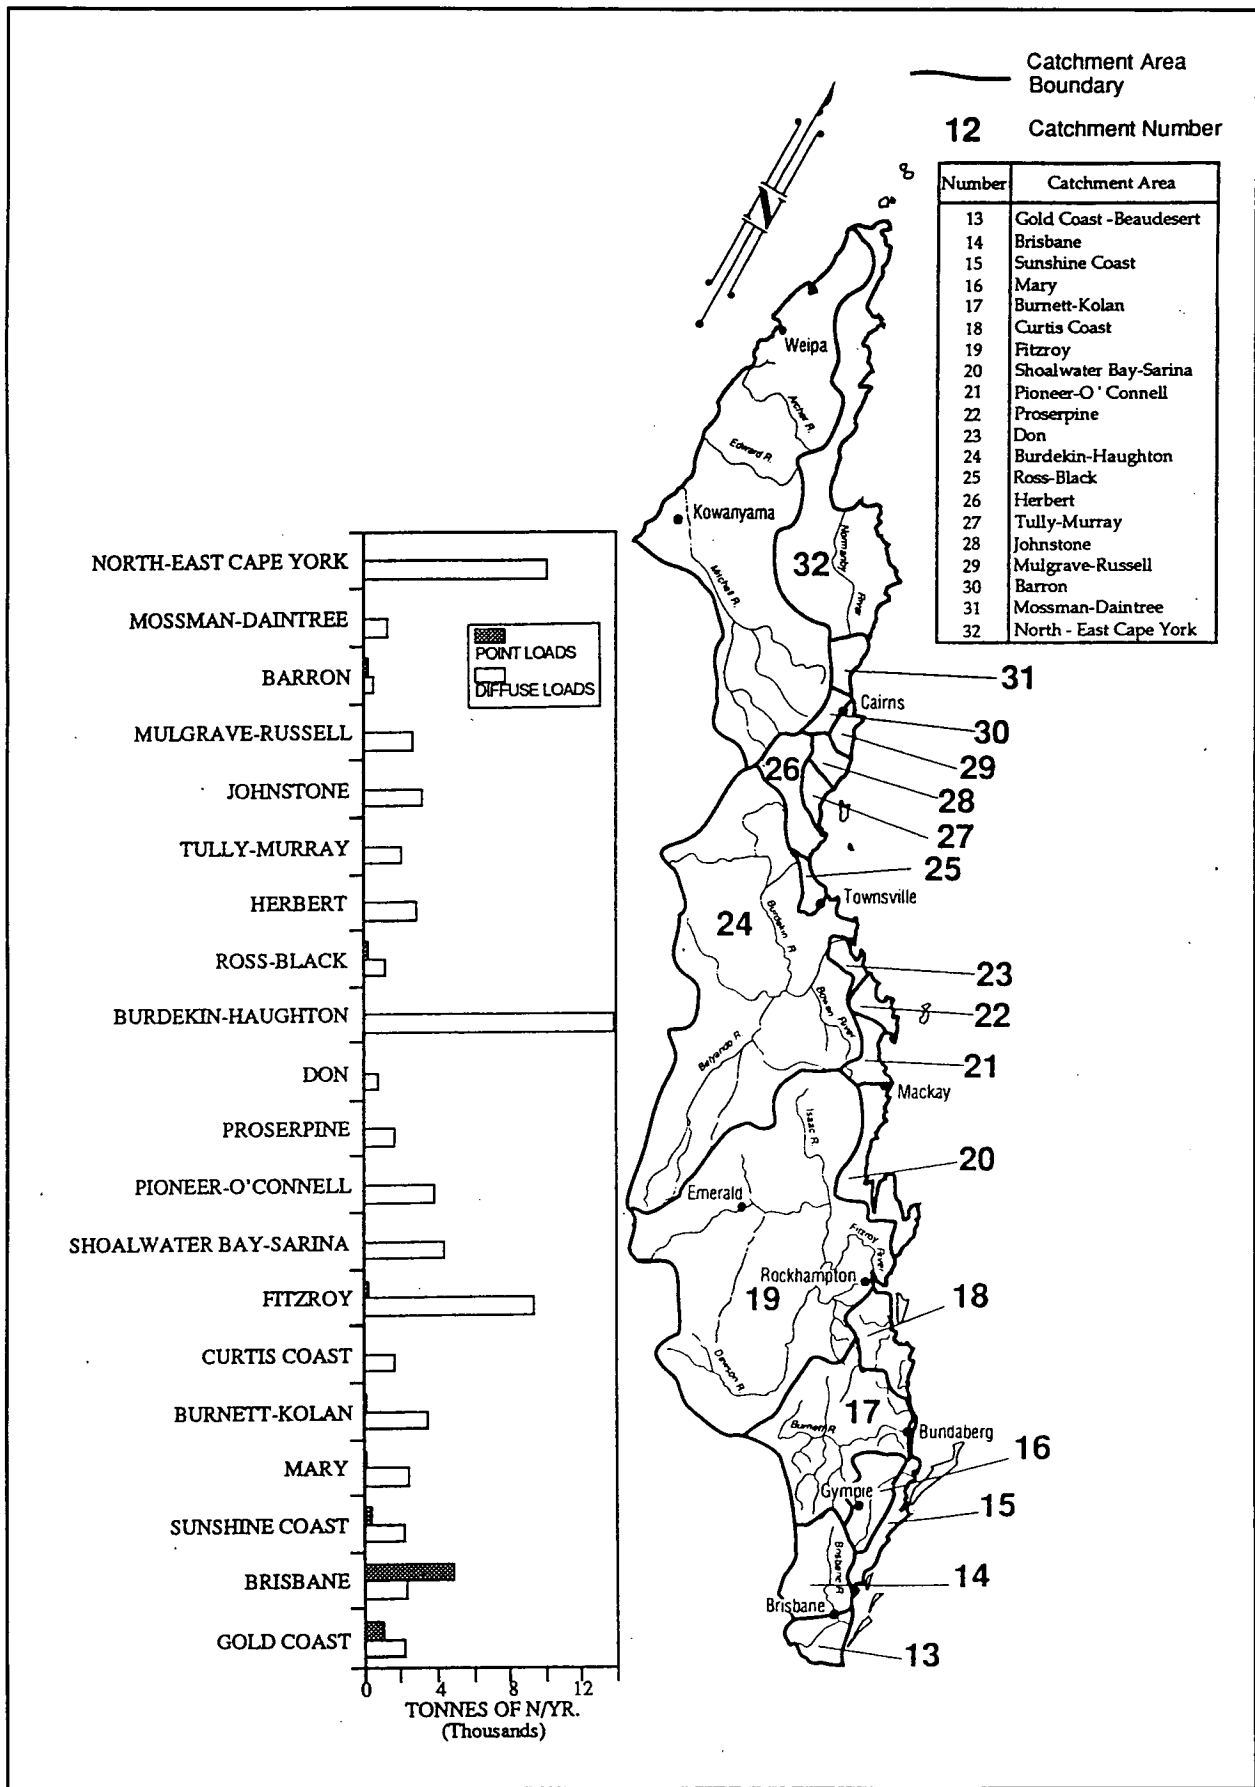 Catchment Area
Boundary
12 Catchment Number
Number Catchment Area
13 Gold Coast -Beaudesert
14 Brisbane
15 Sunshine Coast
16 Mary
17 Burnett-Kolan
18 Curtis Coast
19 Fitzroy
20 Shoalwater Bay-Sarina
21 Pioneer-O ' Connell
22 Proserpine
23 Don
24 Burdekin-Haughton
25 Ross-Black
26 Herbert
27 Tully-Murray
28 Johnstone
29 Mulgrave-Russell
30 Barron
31 Mossman-Daintree
32 North - East Cape York
N
Weipa
Archer R.
Edward R.
Kowanyama
Mitchell R.
32
Normanby
River
31
Cairns
30
29
26
28
27
25
Townsville
24
Burdekin R
23
22
Bowen
River
21
Belyando R
Mackay
Isaac R.
20
Emerald
Fitzroy
River
Rockhampton
19
18
Dawson R
17
Burnett R
Bundaberg
16
Gympie
15
Brisbane R
14
Brisbane
13
NORTH-EAST CAPE YORK
MOSSMAN-DAINTREE
BARRON
MULGRAVE-RUSSELL
JOHNSTONE
TULLY-MURRAY
HERBERT
ROSS-BLACK
BURDEKIN-HAUGHTON
DON
PROSERPINE
PIONEER-O'CONNELL
SHOALWATER BAY-SARINA
FITZROY
CURTIS COAST
BURNETT-KOLAN
MARY
SUNSHINE COAST
BRISBANE
GOLD COAST
POINT LOADS
DIFFUSE LOADS
0 4 8 12
TONNES OF N/YR.
(Thousands)